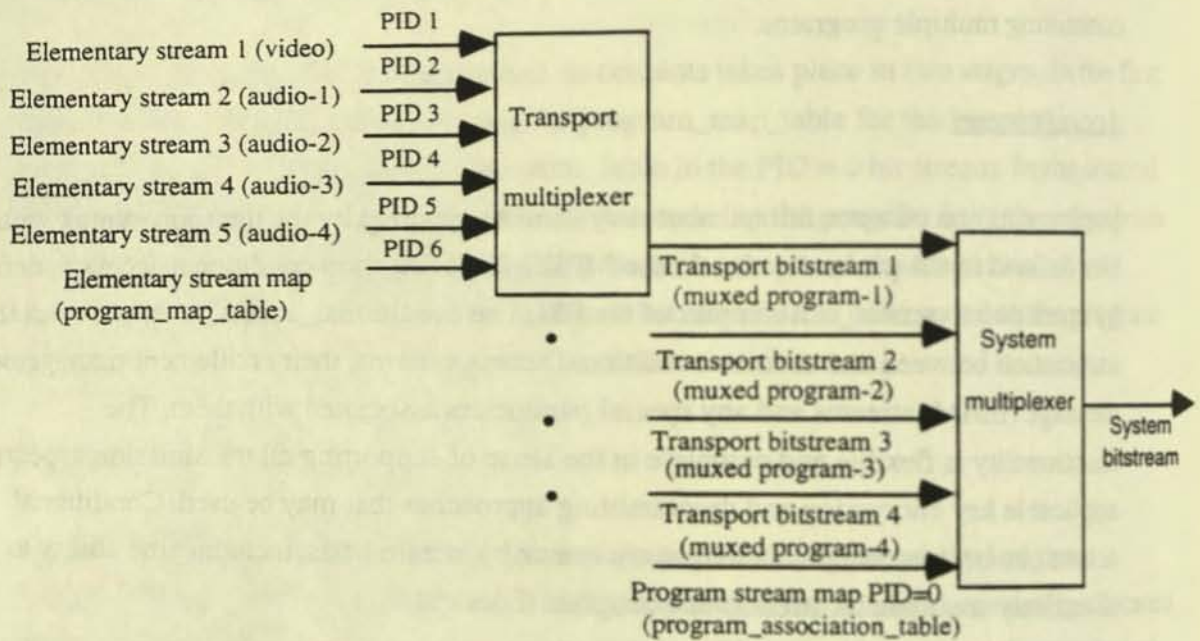 PID 1
Elementary stream 1 (video)
PID 2
Elementary stream 2 (audio-1)
PID 3
Elementary stream 3 (audio-2)
PID 4
Elementary stream 4 (audio-3)
PID 5
Elementary stream 5 (audio-4)
PID 6
Elementary stream map
(program_map_table)
Transport
multiplexer
Transport bitstream 1
(muxed program-1)
Transport bitstream 2
(muxed program-2)
Transport bitstream 3
(muxed program-3)
Transport bitstream 4
(muxed program-4)
Program stream map PID=0
(program_association_table)
System
multiplexer
System
bitstream